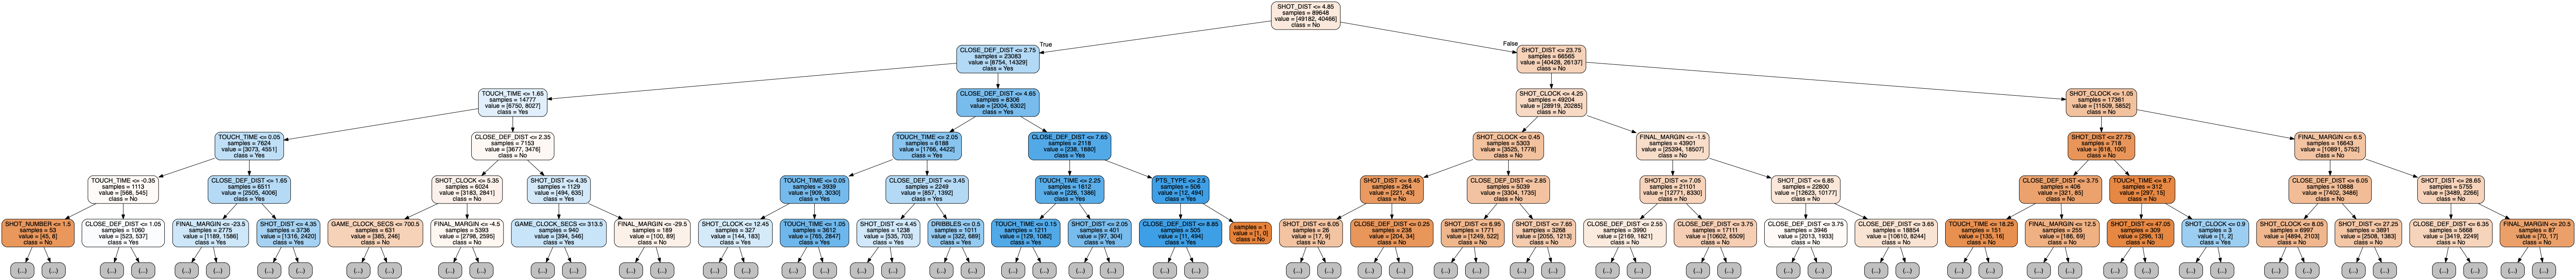 SHOT_DIST <= 4.85
samples = 89648
value = [49182, 40466]
class = No
True
False
CLOSE_DEF_DIST <= 2.75
samples = 23083
value = [8754, 14329]
class = Yes
SHOT_DIST <= 23.75
samples = 66565
value = [40428, 26137]
class = No
TOUCH_TIME <= 1.65
samples = 14777
value = [6750, 8027]
class = Yes
CLOSE_DEF_DIST <= 4.65
samples = 8306
value = [2004, 6302]
class = Yes
SHOT_CLOCK <= 4.25
samples = 49204
value = [28919, 20285]
class = No
SHOT_CLOCK <= 1.05
samples = 17361
value = [11509, 5852]
class = No
TOUCH_TIME <= 0.05
samples = 7624
value = [3073, 4551]
class = Yes
CLOSE_DEF_DIST <= 2.35
samples = 7153
value = [3677, 3476]
class = No
TOUCH_TIME <= 2.05
samples = 6188
value = [1766, 4422]
class = Yes
CLOSE_DEF_DIST <= 7.65
samples = 2118
value = [238, 1880]
class = Yes
SHOT_CLOCK <= 0.45
samples = 5303
value = [3525, 1778]
class = No
FINAL_MARGIN <= -1.5
samples = 43901
value = [25394, 18507]
class = No
SHOT_DIST <= 27.75
samples = 718
value = [618, 100]
class = No
FINAL_MARGIN <= 6.5
samples = 16643
value = [10891, 5752]
class = No
TOUCH_TIME <= -0.35
samples = 1113
value = [568, 545]
class = No
CLOSE_DEF_DIST <= 1.65
samples = 6511
value = [2505, 4006]
class = Yes
SHOT_CLOCK <= 5.35
samples = 6024
value = [3183, 2841]
class = No
SHOT_DIST <= 4.35
samples = 1129
value = [494, 635]
class = Yes
TOUCH_TIME <= 0.05
samples = 3939
value = [909, 3030]
class = Yes
CLOSE_DEF_DIST <= 3.45
samples = 2249
value = [857, 1392]
class = Yes
TOUCH_TIME <= 2.25
samples = 1612
value = [226, 1386]
class = Yes
PTS_TYPE <= 2.5
samples = 506
value = [12, 494]
class = Yes
SHOT_DIST <= 6.45
samples = 264
value = [221, 43]
class = No
CLOSE_DEF_DIST <= 2.85
samples = 5039
value = [3304, 1735]
class = No
SHOT_DIST <= 7.05
samples = 21101
value = [12771, 8330]
class = No
SHOT_DIST <= 6.85
samples = 22800
value = [12623, 10177]
class = No
CLOSE_DEF_DIST <= 3.75
samples = 406
value = [321, 85]
class = No
TOUCH_TIME <= 8.7
samples = 312
value = [297, 15]
class = No
CLOSE_DEF_DIST <= 6.05
samples = 10888
value = [7402, 3486]
class = No
SHOT_DIST <= 28.65
samples = 5755
value = [3489, 2266]
class = No
SHOT_NUMBER <= 1.5
samples = 53
value = [45, 8]
class = No
CLOSE_DEF_DIST <= 1.05
samples = 1060
value = [523, 537]
class = Yes
FINAL_MARGIN <= -23.5
samples = 2775
value = [1189, 1586]
class = Yes
SHOT_DIST <= 4.35
samples = 3736
value = [1316, 2420]
class = Yes
GAME_CLOCK_SECS <= 700.5
samples = 631
value = [385, 246]
class = No
FINAL_MARGIN <= -4.5
samples = 5393
value = [2798, 2595]
class = No
GAME_CLOCK_SECS <= 313.5
samples = 940
value = [394, 546]
class = Yes
FINAL_MARGIN <= -29.5
samples = 189
value = [100, 89]
class = No
SHOT_CLOCK <= 12.45
samples = 327
value = [144, 183]
class = Yes
TOUCH_TIME <= 1.05
samples = 3612
value = [765, 2847]
class = Yes
SHOT_DIST <= 4.45
samples = 1238
value = [535, 703]
class = Yes
DRIBBLES <= 0.5
samples = 1011
value = [322, 689]
class = Yes
TOUCH_TIME <= 0.15
samples = 1211
value = [129, 1082]
class = Yes
SHOT_DIST <= 2.05
samples = 401
value = [97, 304]
class = Yes
CLOSE_DEF_DIST <= 8.85
samples = 505
value = [11, 494]
class = Yes
samples = 1
value = [1, 0]
class = No
SHOT_DIST <= 6.05
samples = 26
value = [17, 9]
class = No
CLOSE_DEF_DIST <= 0.25
samples = 238
value = [204, 34]
class = No
SHOT_DIST <= 6.95
samples = 1771
value = [1249, 522]
class = No
SHOT_DIST <= 7.65
samples = 3268
value = [2055, 1213]
class = No
CLOSE_DEF_DIST <= 2.55
samples = 3990
value = [2169, 1821]
class = No
CLOSE_DEF_DIST <= 3.75
samples = 17111
value = [10602, 6509]
class = No
CLOSE_DEF_DIST <= 3.75
samples = 3946
value = [2013, 1933]
class = No
CLOSE_DEF_DIST <= 3.65
samples = 18854
value = [10610, 8244]
class = No
TOUCH_TIME <= 18.25
samples = 151
value = [135, 16]
class = No
FINAL_MARGIN <= 12.5
samples = 255
value = [186, 69]
class = No
SHOT_DIST <= 47.05
samples = 309
value = [296, 13]
class = No
SHOT_CLOCK <= 0.9
samples = 3
value = [1, 2]
class = Yes
SHOT_CLOCK <= 8.05
samples = 6997
value = [4894, 2103]
class = No
SHOT_DIST <= 27.25
samples = 3891
value = [2508, 1383]
class = No
CLOSE_DEF_DIST <= 6.35
samples = 5668
value = [3419, 2249]
class = No
FINAL_MARGIN <= 20.5
samples = 87
value = [70, 17]
class = No
(...) (...) (...) (...) (...) (...) (...) (...) (...) (...) (...) (...) (...) (...) (...) (...) (...) (...) (...) (...) (...) (...) (...) (...) (...) (...) (...) (...) (...) (...) (...) (...) (...) (...) (...) (...) (...) (...) (...) (...) (...) (...) (...) (...) (...) (...) (...) (...) (...) (...) (...) (...) (...) (...) (...) (...) (...) (...) (...) (...) (...) (...)